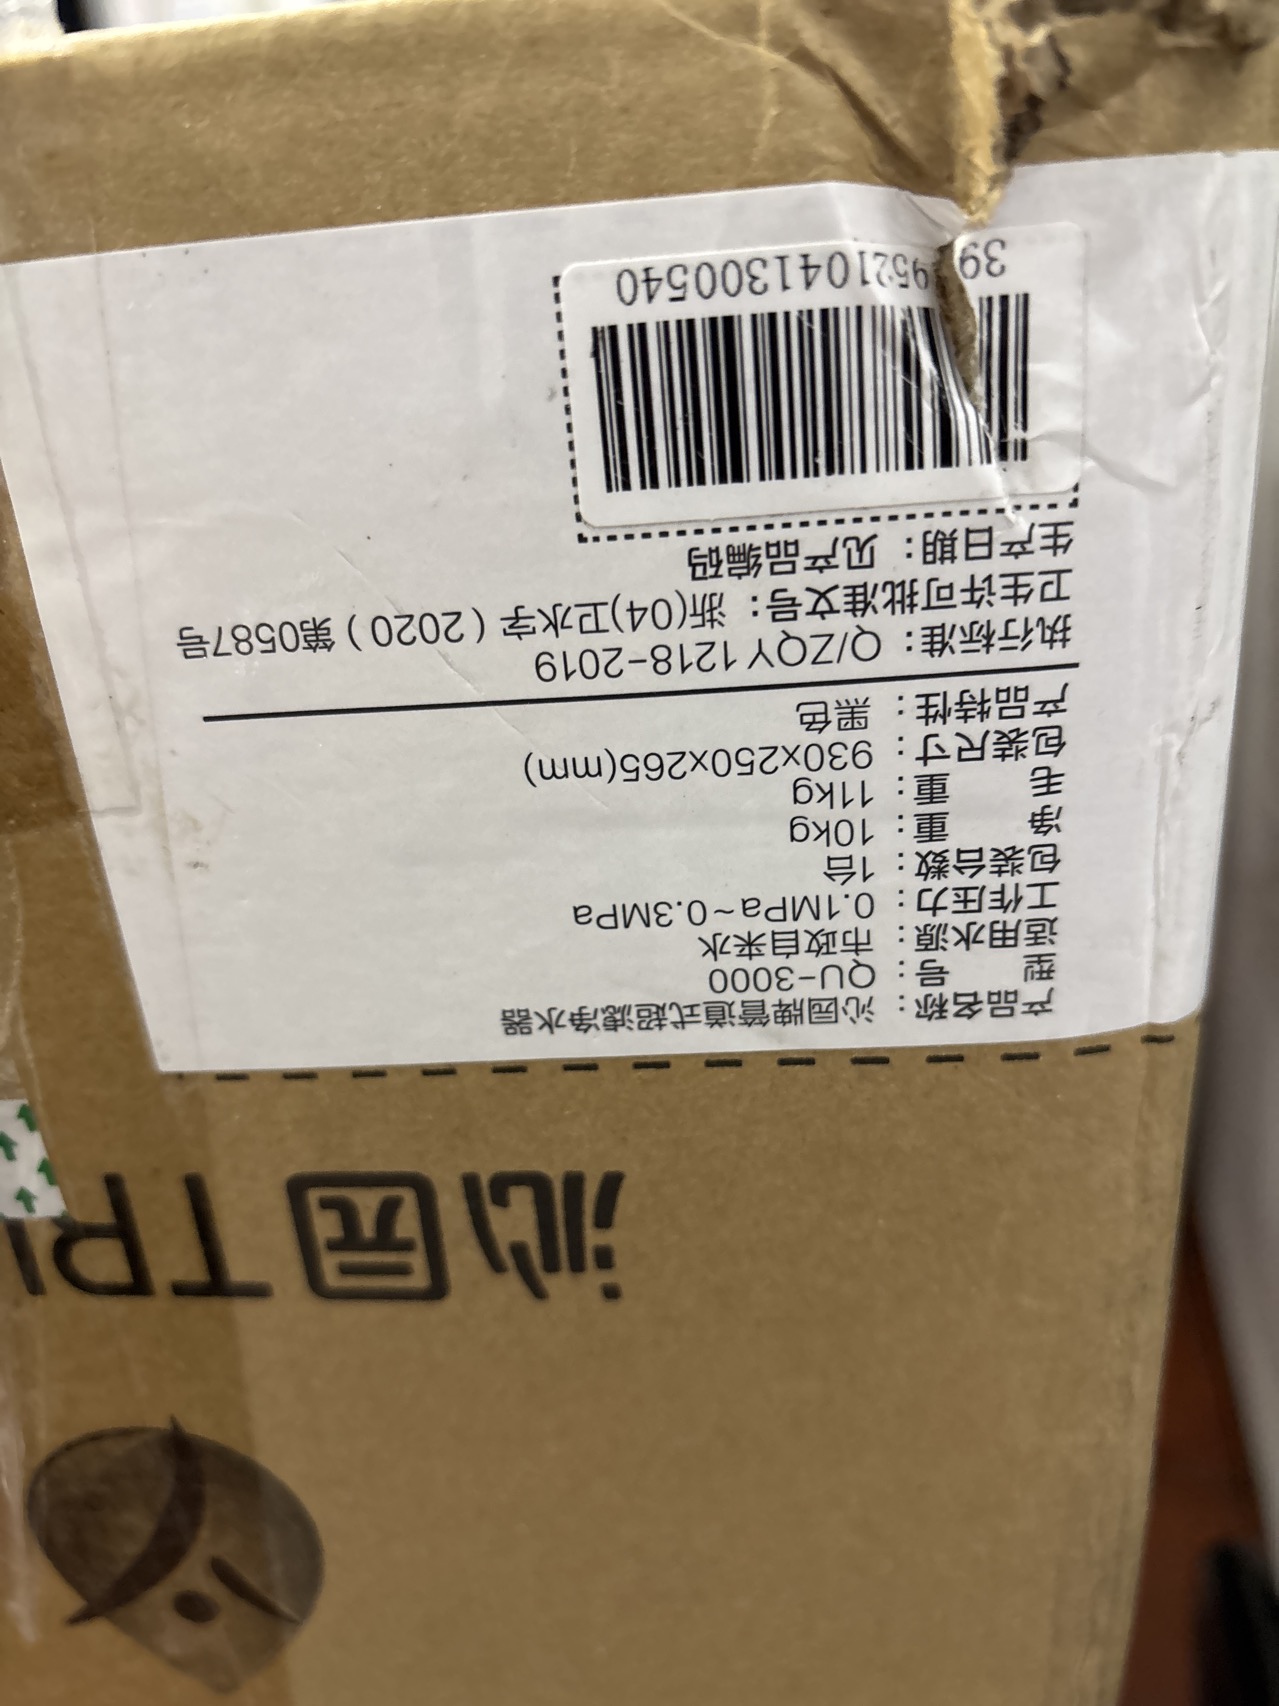 沁园 TRU
产品名称：沁园牌管道式超滤净水器
型 号：QU-3000
适用水源：市政自来水
工作压力：0.1MPa~0.3MPa
包装台数：1台
净 重：10kg
毛 重：11kg
包装尺寸：930x250x265(mm)
产品特性：黑色
执行标准：Q/ZQY 1218-2019
卫生许可批准文号：浙(04)卫水字（2020）第0587号
生产日期：见产品编码
39 9521041300540